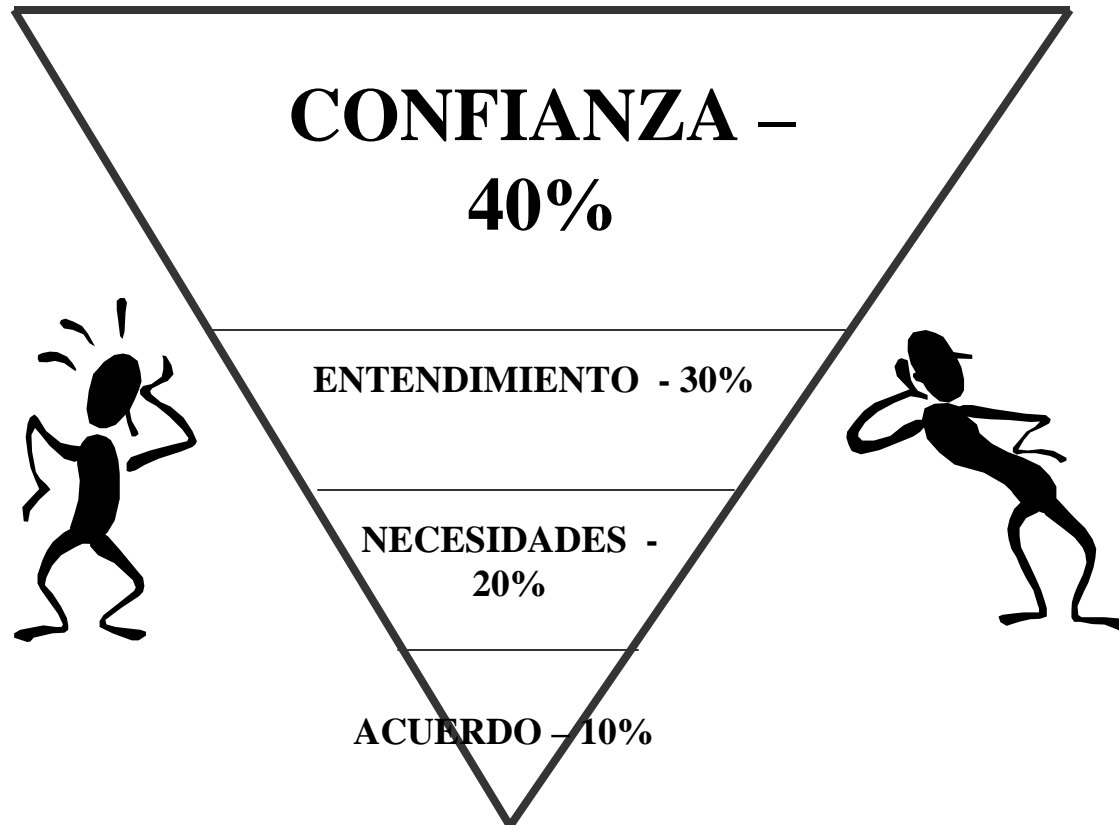 CONFIANZA –
40%
ENTENDIMIENTO - 30%
NECESIDADES -
20%
ACUERDO – 10%